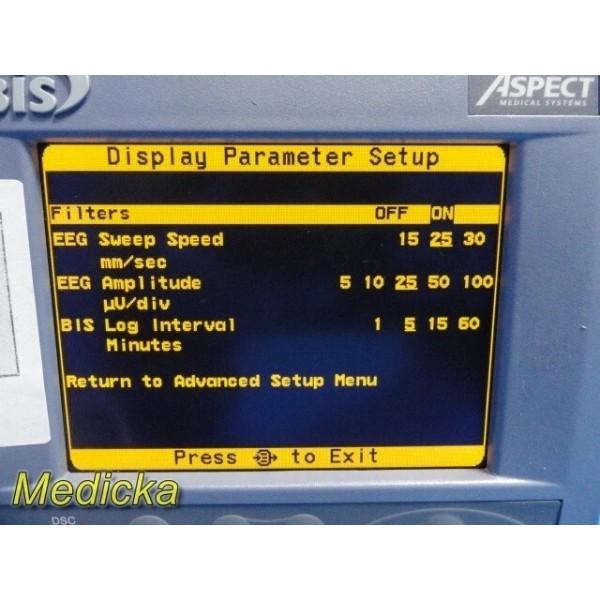 BIS
ASPECT
MEDICAL SYSTEMS
Display Parameter Setup
Filters OFF ON
EEG Sweep Speed 15 25 30
mm/sec
EEG Amplitude 5 10 25 50 100
µV/div
BIS Log Interval 1 5 15 60
Minutes
Return to Advanced Setup Menu
Press to Exit
Medicka
DSC